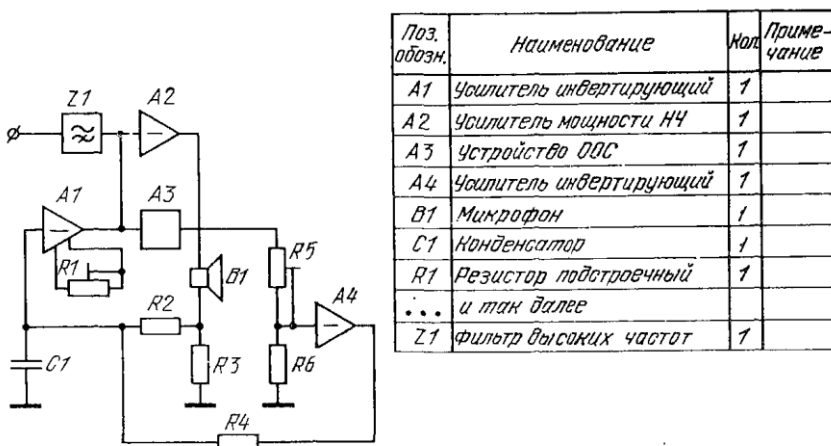 Z1
A2
A1
A3
R1
R5
B1
A4
R2
C1
R3
R6
R4
Поз. обозн. Наименование Кол. Приме-
чание
A1 Усилитель инвертирующий 1
A2 Усилитель мощности НЧ 1
A3 Устройство ООС 1
A4 Усилитель инвертирующий 1
B1 Микрофон 1
C1 Конденсатор 1
R1 Резистор подстроечный 1
... и так далее
Z1 Фильтр высоких частот 1